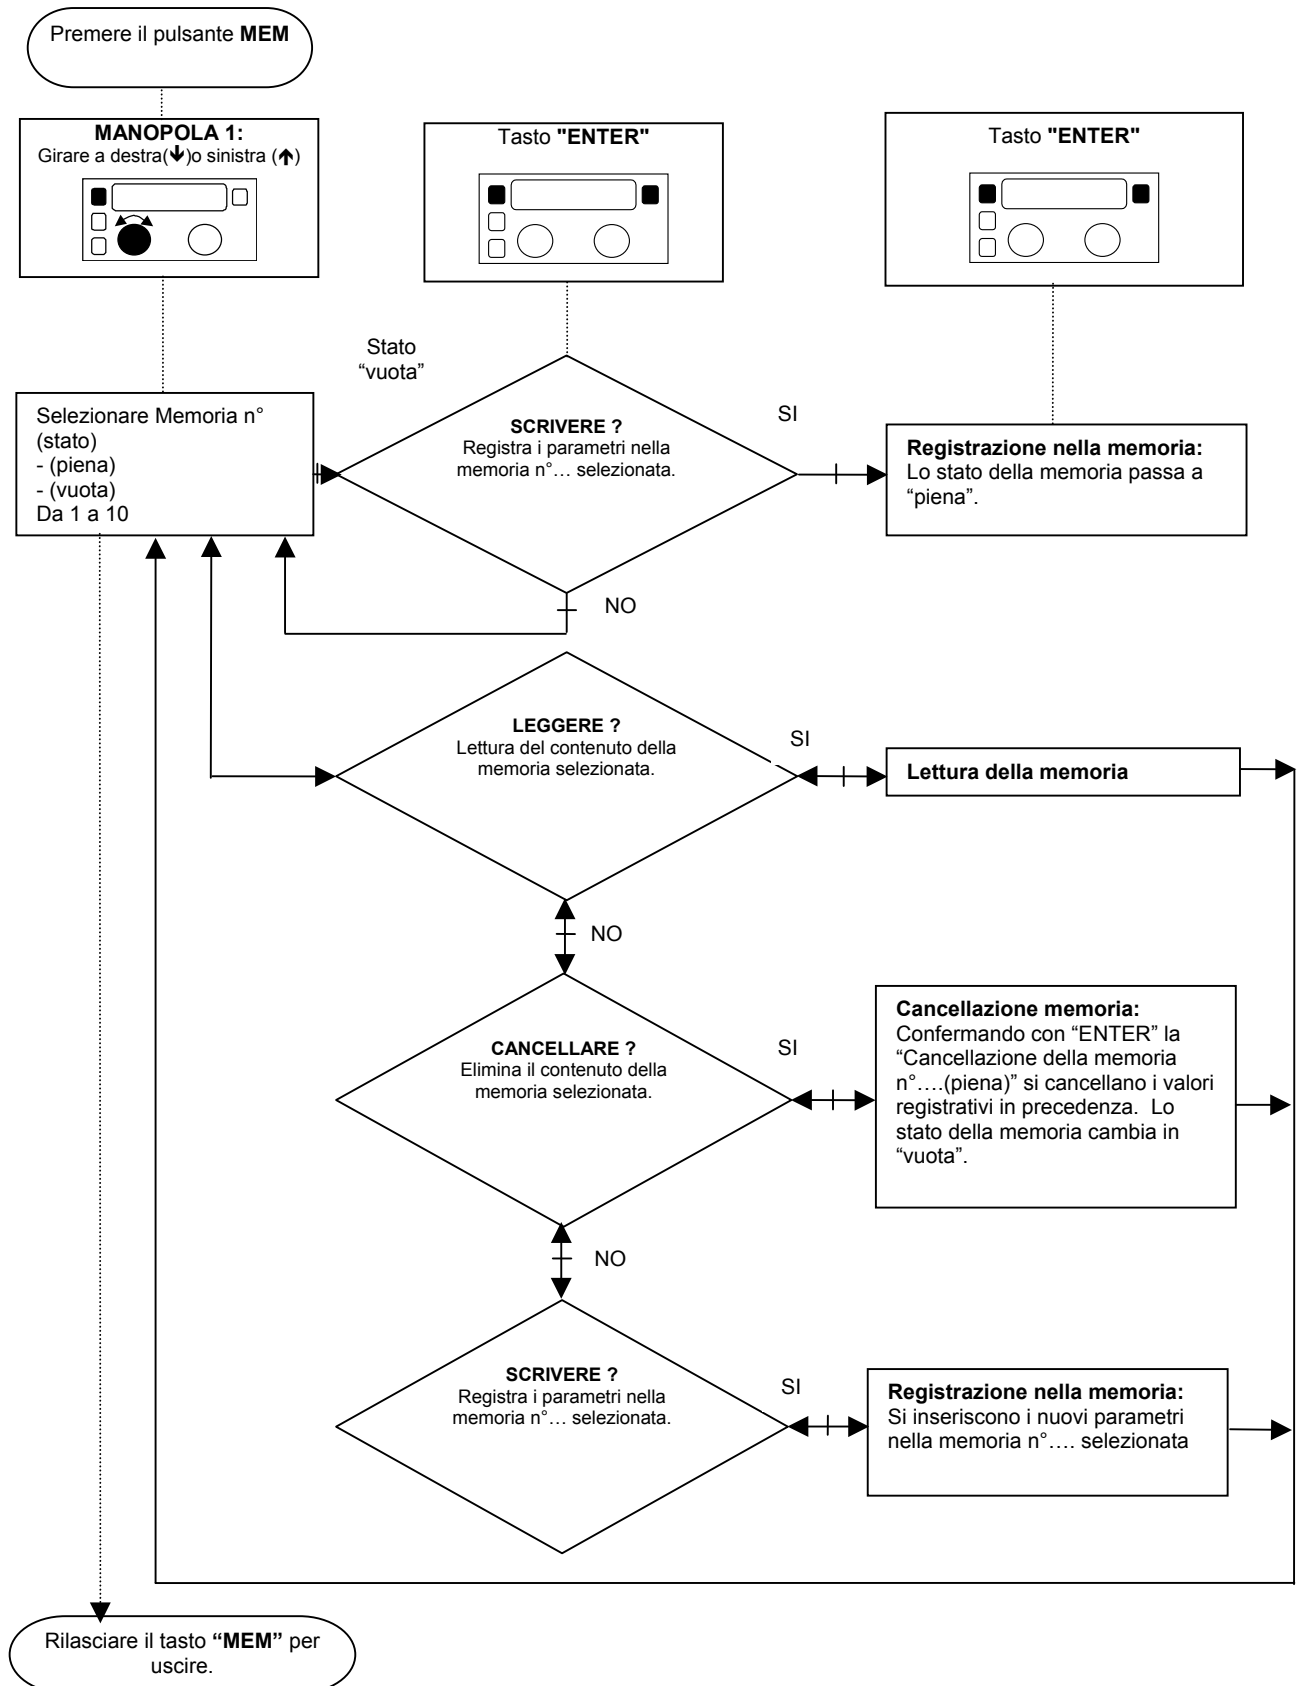 Premere il pulsante MEM
MANOPOLA 1:
Girare a destra(🡻)o sinistra (🡹)
Tasto "ENTER"
Tasto "ENTER"
Stato
“vuota”
Selezionare Memoria n°
(stato)
- (piena)
- (vuota)
Da 1 a 10
SCRIVERE ?
Registra i parametri nella
memoria n°… selezionata.
SI
Registrazione nella memoria:
Lo stato della memoria passa a
“piena”.
NO
LEGGERE ?
Lettura del contenuto della
memoria selezionata.
SI
Lettura della memoria
NO
CANCELLARE ?
Elimina il contenuto della
memoria selezionata.
SI
Cancellazione memoria:
Confermando con “ENTER” la
“Cancellazione della memoria
n°….(piena)” si cancellano i valori
registrativi in precedenza. Lo
stato della memoria cambia in
“vuota”.
NO
SCRIVERE ?
Registra i parametri nella
memoria n°… selezionata.
SI
Registrazione nella memoria:
Si inseriscono i nuovi parametri
nella memoria n°…. selezionata
Rilasciare il tasto “MEM” per
uscire.